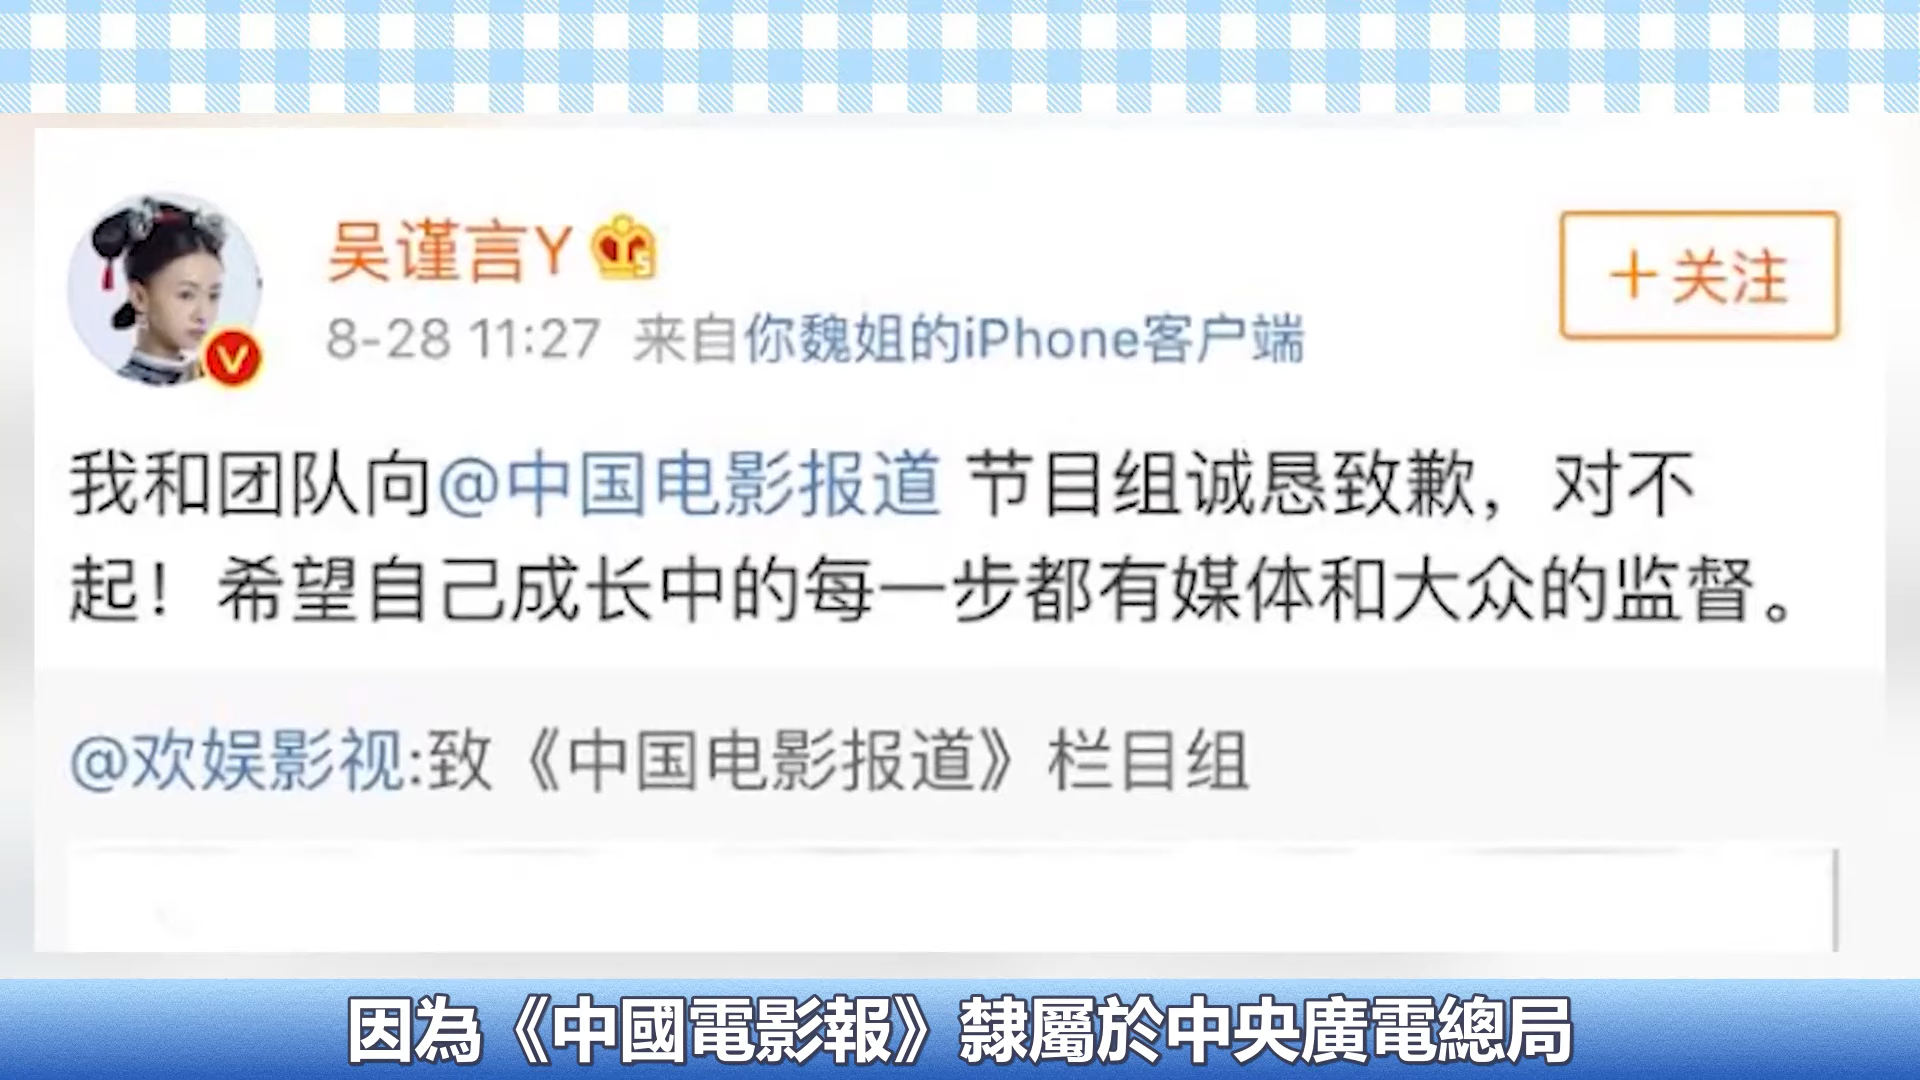 吴谨言Y
+关注
8-28 11:27 来自你魏姐的iPhone客户端
我和团队向@中国电影报道 节目组诚恳致歉，对不
起！希望自己成长中的每一步都有媒体和大众的监督。
@欢娱影视:致《中国电影报道》栏目组
因為《中國電影報》隸屬於中央廣電總局